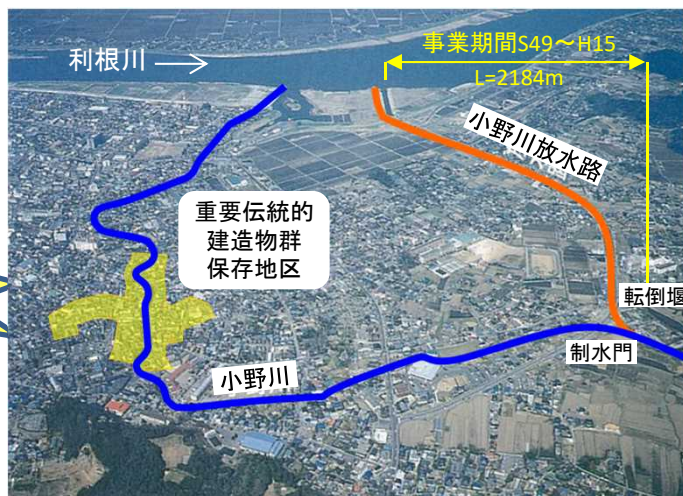 事業期間S49～H15
利根川
L=2184m
小野川放水路
重要伝統的
建造物群
保存地区
転倒堰
制水門
小野川